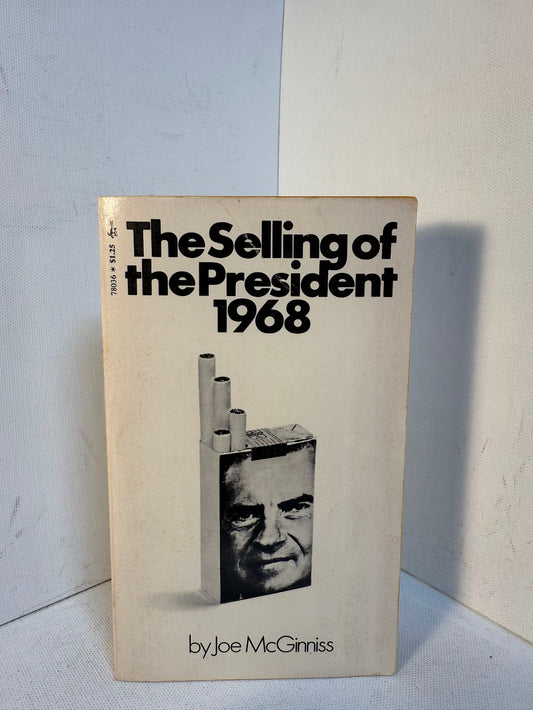 The Selling of
the President
1968
78036 * $1.25
by Joe McGinniss